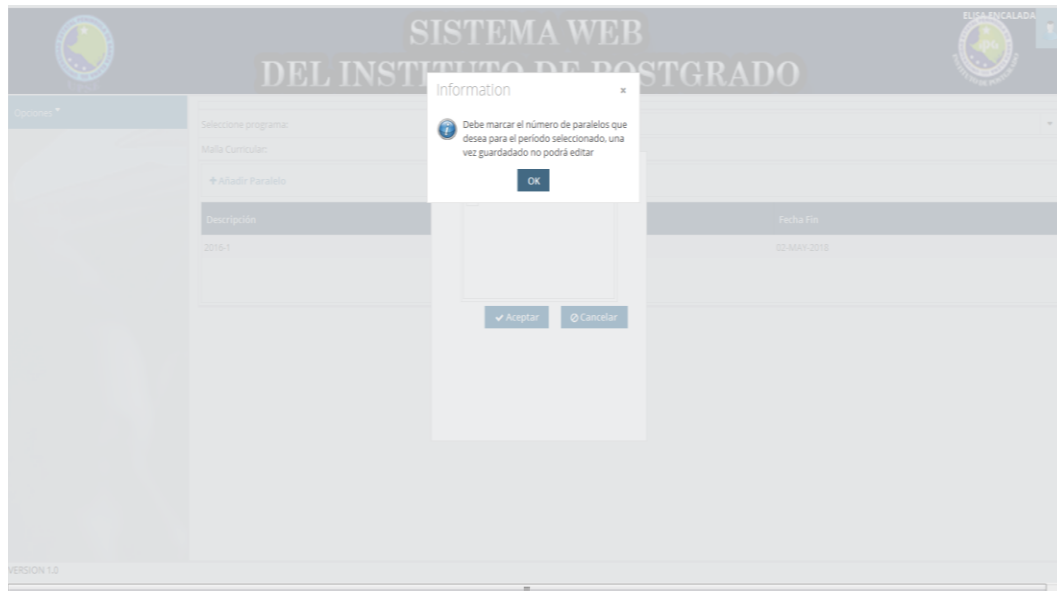 SISTEMA WEB
DEL INSTITUTO DE POSTGRADO
ELISA ENCALADA
Opciones
Information
×
Debe marcar el número de paralelos que
desea para el período seleccionado, una
vez guardadado no podrá editar
OK
Seleccione programa:
Malla Curricular:
+Añadir Paralelo
Descripción
Fecha Fin
2018-1
02-MAY-2018
Aceptar
Cancelar
VERSION 1.0